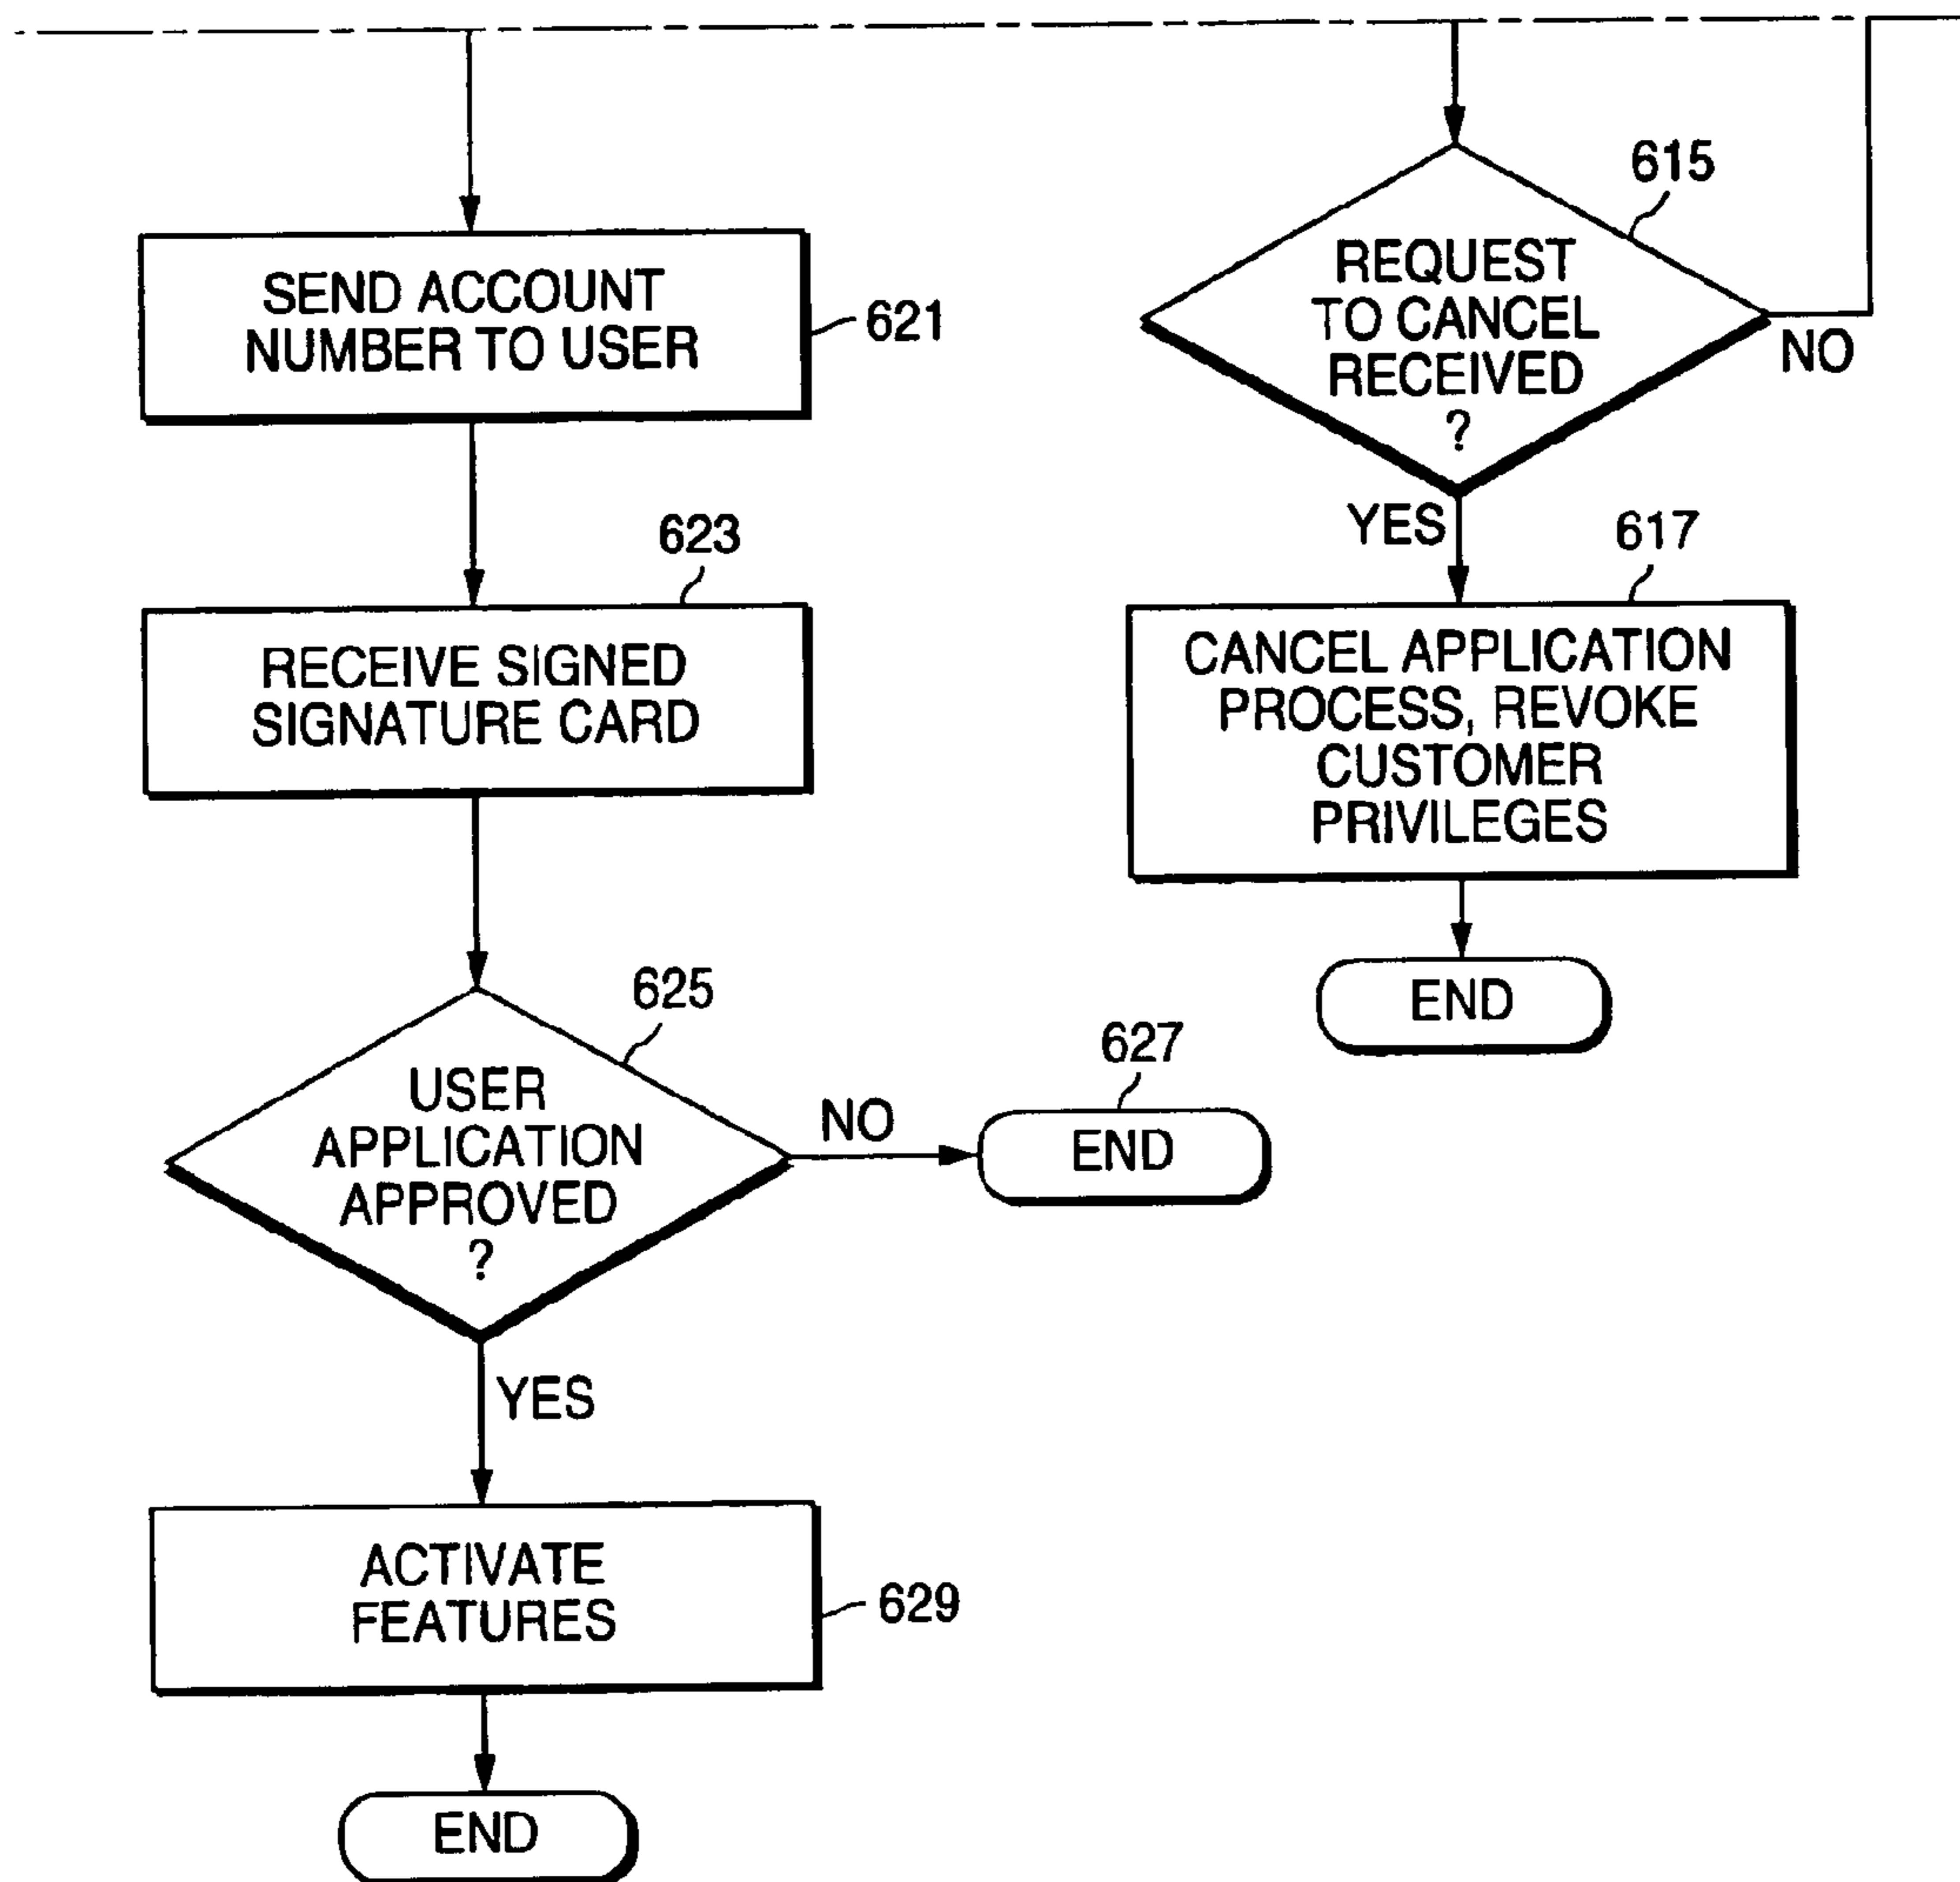 SEND ACCOUNT
NUMBER TO USER
621
623
RECEIVE SIGNED
SIGNATURE CARD
625
USER
APPLICATION
APPROVED
?
NO
627
END
YES
ACTIVATE
FEATURES
629
END
615
REQUEST
TO CANCEL
RECEIVED
?
NO
YES
617
CANCEL APPLICATION
PROCESS, REVOKE
CUSTOMER
PRIVILEGES
END